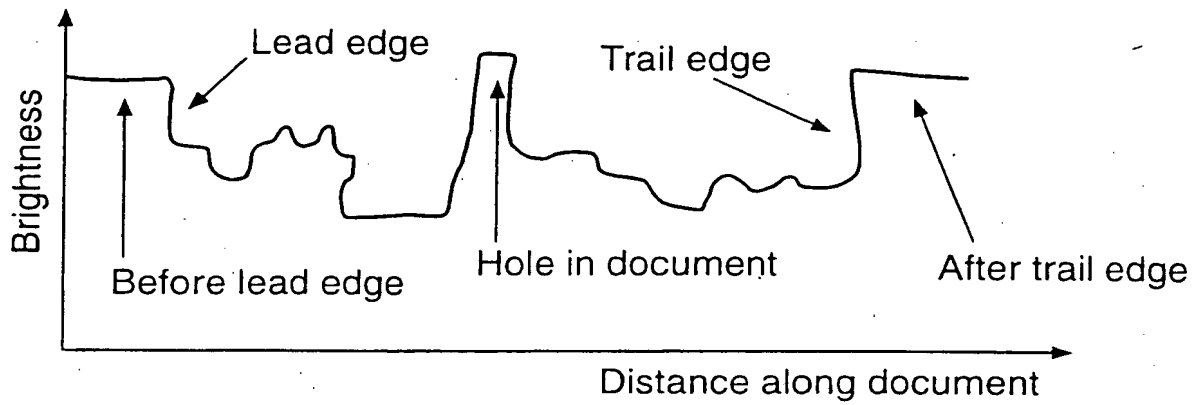 Lead edge
Trail edge
Brightness
Hole in document
Before lead edge
After trail edge
Distance along document